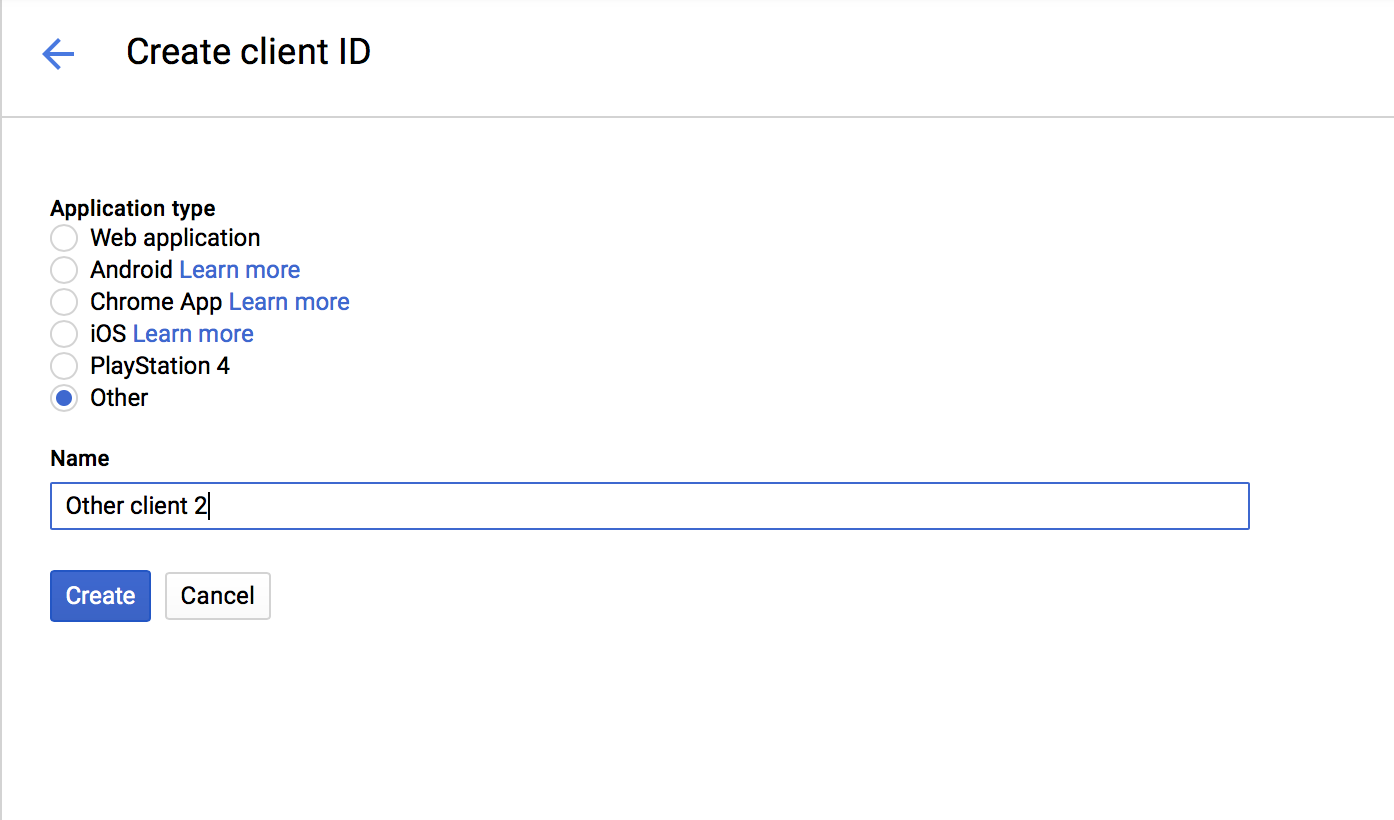 Create client ID
Application type
Web application
Android Learn more
Chrome App Learn more
iOS Learn more
PlayStation 4
Other
Name
Other client 2
Create Cancel